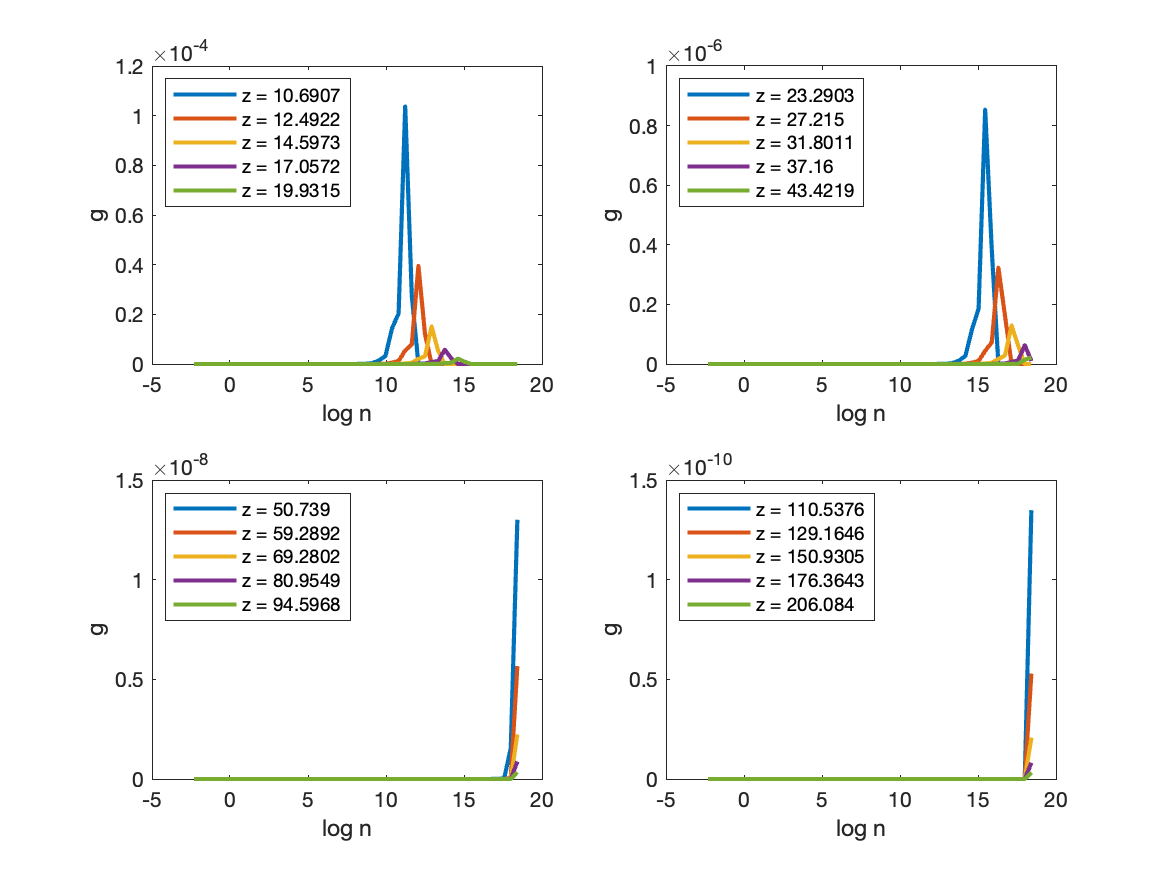 ×10-4
1.2
1
0.8
0.6
0.4
0.2
0
g
z = 10.6907
z = 12.4922
z = 14.5973
z = 17.0572
z = 19.9315
-5 0 5 10 15 20
log n
×10-6
1
0.8
0.6
0.4
0.2
0
g
z = 23.2903
z = 27.215
z = 31.8011
z = 37.16
z = 43.4219
-5 0 5 10 15 20
log n
×10-8
1.5
1
0.5
0
g
z = 50.739
z = 59.2892
z = 69.2802
z = 80.9549
z = 94.5968
-5 0 5 10 15 20
log n
×10-10
1.5
1
0.5
0
g
z = 110.5376
z = 129.1646
z = 150.9305
z = 176.3643
z = 206.084
-5 0 5 10 15 20
log n